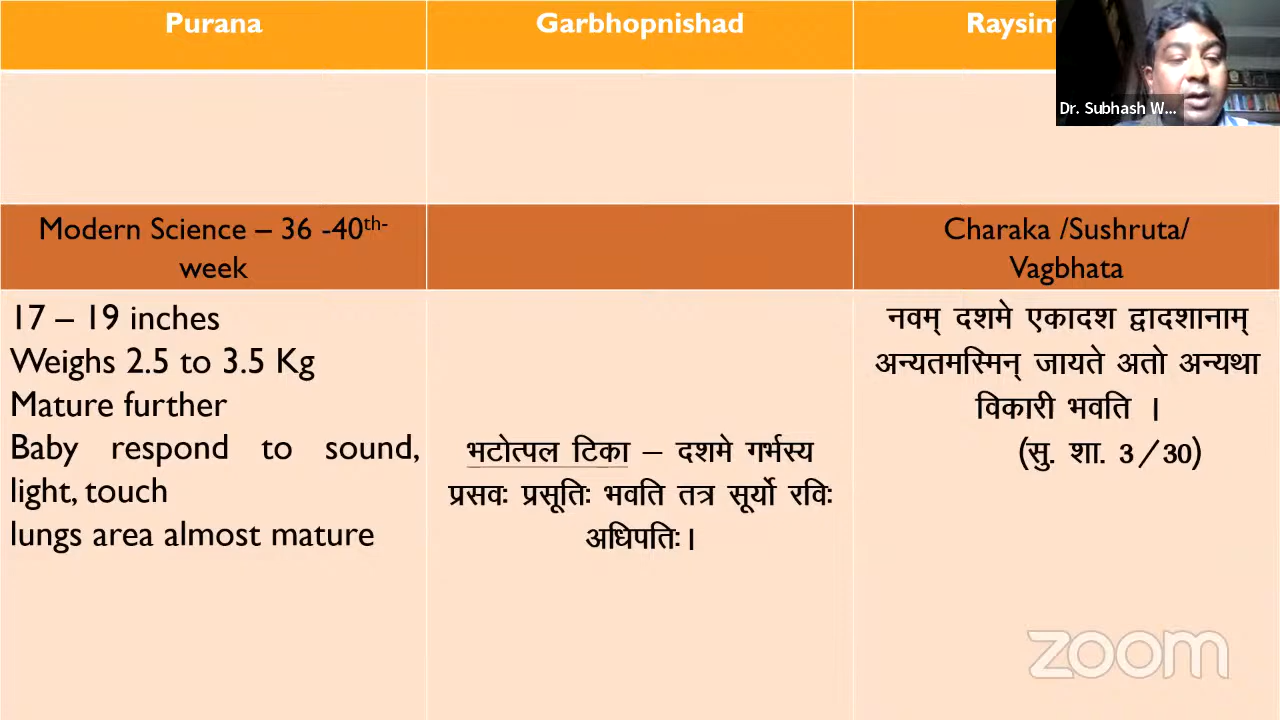 Purana
Garbhopnishad
Dr. Subhash W...
Modern Science – 36 -40th-
week
Charaka /Sushruta/
Vagbhata
17 – 19 inches
Weighs 2.5 to 3.5 Kg
Mature further
Baby respond to sound,
light, touch
lungs area almost mature
भटोत्पल टिका – दशमे गर्भस्य
प्रसवः प्रसूतिः भवति तत्र सूर्यो रविः
अधिपतिः।
नवम् दशमे एकादश द्वादशानाम्
अन्यतमस्मिन् जायते अतो अन्यथा
विकारी भवति ।
(सु. शा. 3/30)
zoom